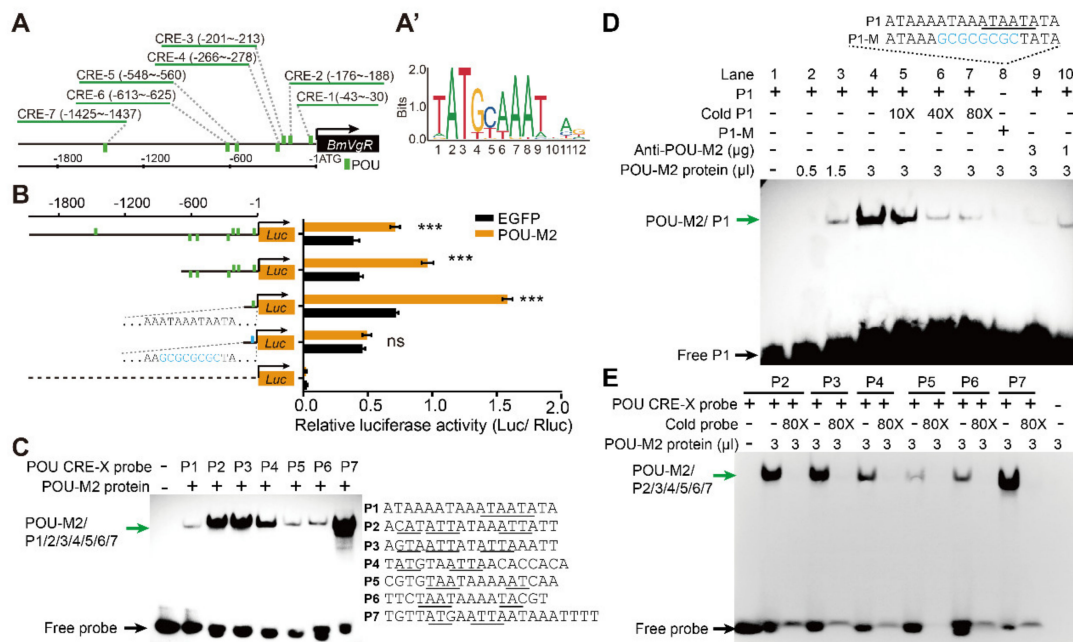 A
CRE-3 (-201~-213)
CRE-4 (-266~-278)
CRE-5 (-548~-560)
CRE-6 (-613~-625)
CRE-7 (-1425~-1437)
CRE-2 (-176~-188)
CRE-1(-43~-30)
BmVgR
-1800
-1200
-600
-1ATG
POU
A'
2.0
1.0
0.0
Bits
TATGCAAAT
1 2 3 4 5 6 7 8 9 10 11 12
B
-1800 -1200 -600 -1
Luc
Luc
Luc
Luc
Luc
...AAATAAATAATA...
...AAGCGCGCGCTA...
EGFP
POU-M2
***
***
***
ns
0.0 0.5 1.0 1.5 2.0
Relative luciferase activity (Luc/ Rluc)
C
POU CRE-X probe - P1 P2 P3 P4 P5 P6 P7
POU-M2 protein - + + + + + + +
POU-M2/
P1/2/3/4/5/6/7
Free probe
P1 ATAAAATAAATAATATA
P2 ACATATTATAAATTATT
P3 AGTAATTATATTAAATT
P4 TATGTAATTAACACCACA
P5 CGTGTAATAAAAATCAA
P6 TTCTAATAAAATACGT
P7 TGTTATGAATTAATAAATTTT
D
P1 ATAAAATAAATAATATA
P1-M ATAAAGCGCGCGCTATA
Lane 1 2 3 4 5 6 7 8 9 10
P1 + + + + + + + - + +
Cold P1 10X 40X 80X
P1-M +
Anti-POU-M2 (µg) 3 1
POU-M2 protein (µl) - 0.5 1.5 3 3 3 3 3 3 3
POU-M2/ P1
Free P1
E
P2 P3 P4 P5 P6 P7
POU CRE-X probe + + + + + + + + + + + + + -
Cold probe - - 80X - 80X - 80X - 80X - 80X - 80X -
POU-M2 protein (µl) - 3 3 3 3 3 3 3 3 3 3 3 3 3
POU-M2/
P2/3/4/5/6/7
Free probe